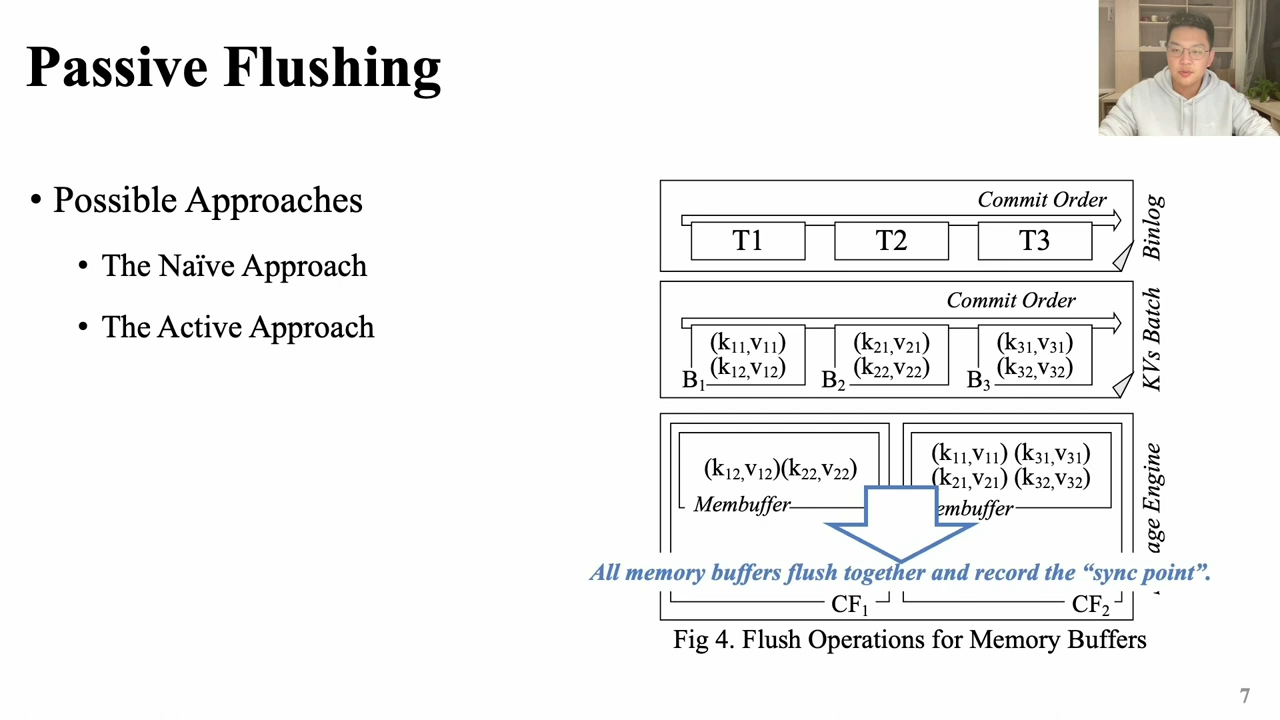 Passive Flushing
• Possible Approaches
• The Naïve Approach
• The Active Approach
Commit Order
T1 T2 T3
Binlog
Commit Order
(k11,v11) (k21,v21) (k31,v31)
(k12,v12) (k22,v22) (k32,v32)
B1 B2 B3
KVs Batch
(k12,v12)(k22,v22)
Membuffer
(k11,v11) (k31,v31)
(k21,v21) (k32,v32)
embuffer
age Engine
All memory buffers flush together and record the “sync point”.
CF1 CF2
Fig 4. Flush Operations for Memory Buffers
7